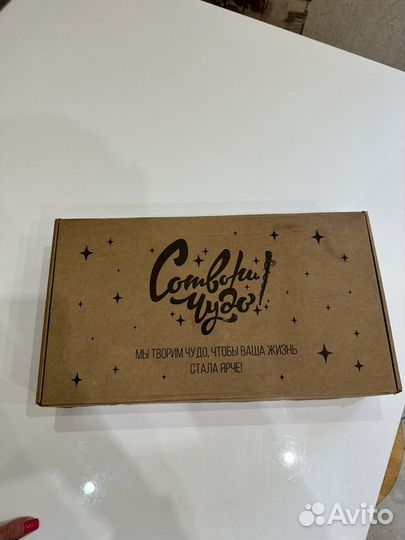 Сотвори
Чудо!
МЫ ТВОРИМ ЧУДО, ЧТОБЫ ВАША ЖИЗНЬ
СТАЛА ЯРЧЕ!
Avito